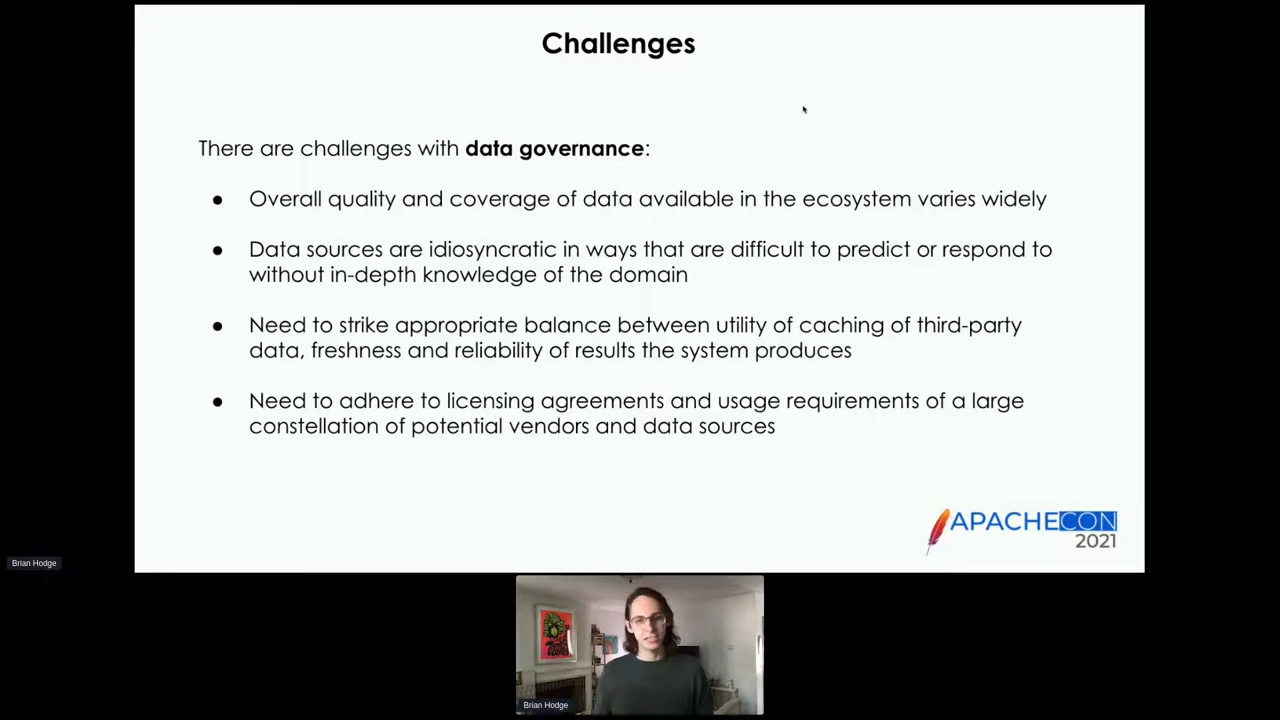 Challenges
There are challenges with data governance:
● Overall quality and coverage of data available in the ecosystem varies widely
● Data sources are idiosyncratic in ways that are difficult to predict or respond to
without in-depth knowledge of the domain
● Need to strike appropriate balance between utility of caching of third-party
data, freshness and reliability of results the system produces
● Need to adhere to licensing agreements and usage requirements of a large
constellation of potential vendors and data sources
APACHECON
2021
Brian Hodge
Brian Hodge